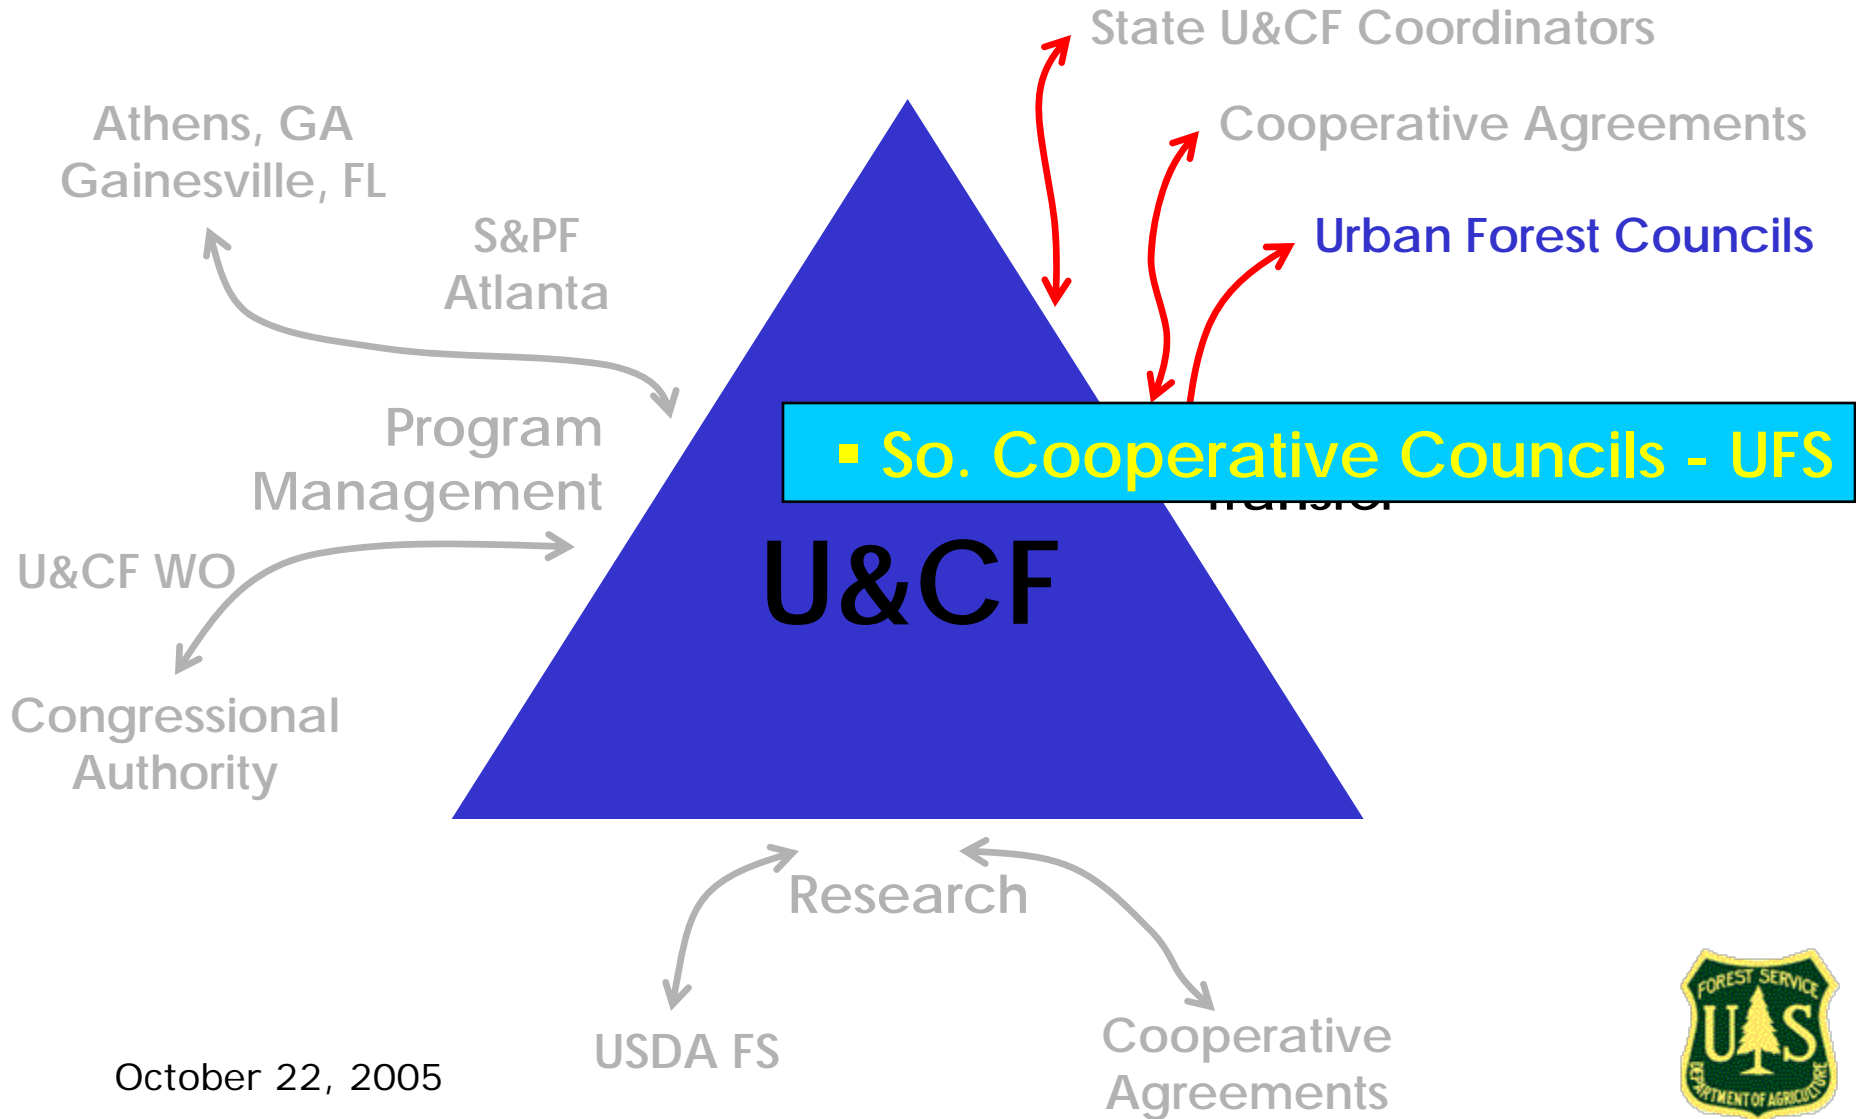 State U&CF Coordinators
Athens, GA
Gainesville, FL
Cooperative Agreements
S&PF
Atlanta
Urban Forest Councils
Program
Management
▪ So. Cooperative Councils - UFS
U&CF
U&CF WO
Congressional
Authority
Research
USDA FS
Cooperative
Agreements
October 22, 2005
FOREST SERVICE
U S
DEPARTMENT OF AGRICULTURE